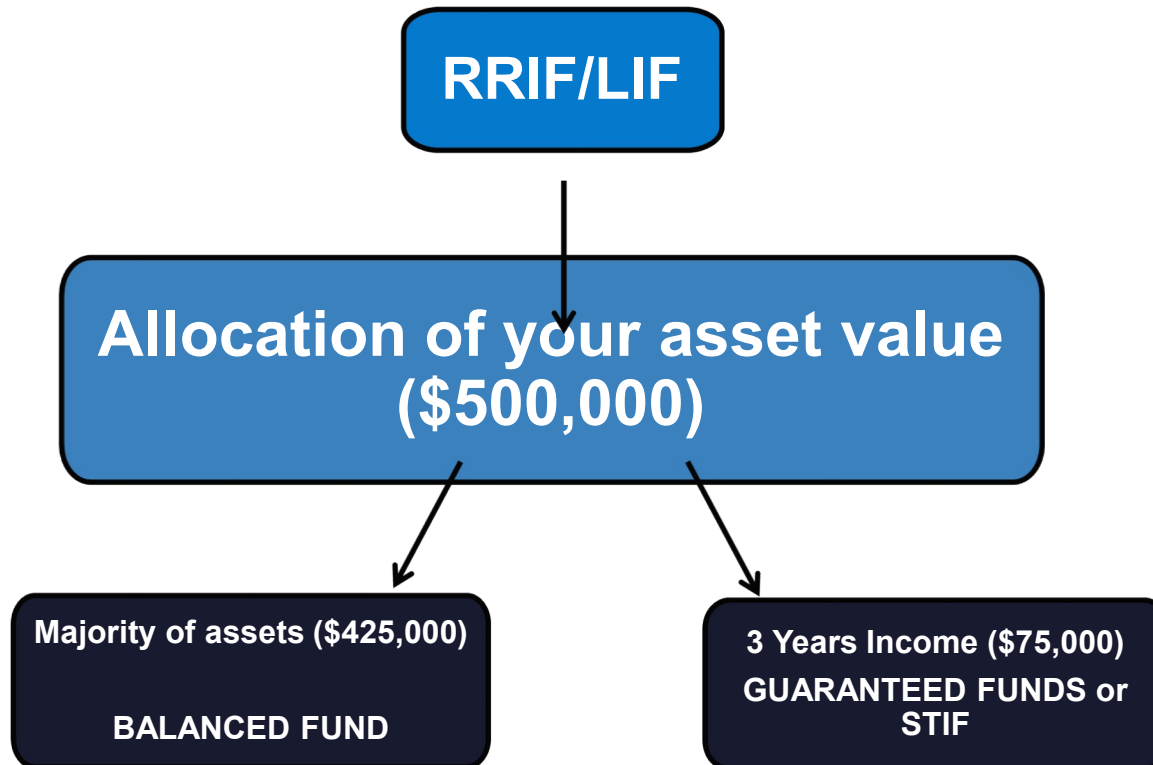 RRIF/LIF
Allocation of your asset value
($500,000)
Majority of assets ($425,000)
BALANCED FUND
3 Years Income ($75,000)
GUARANTEED FUNDS or
STIF